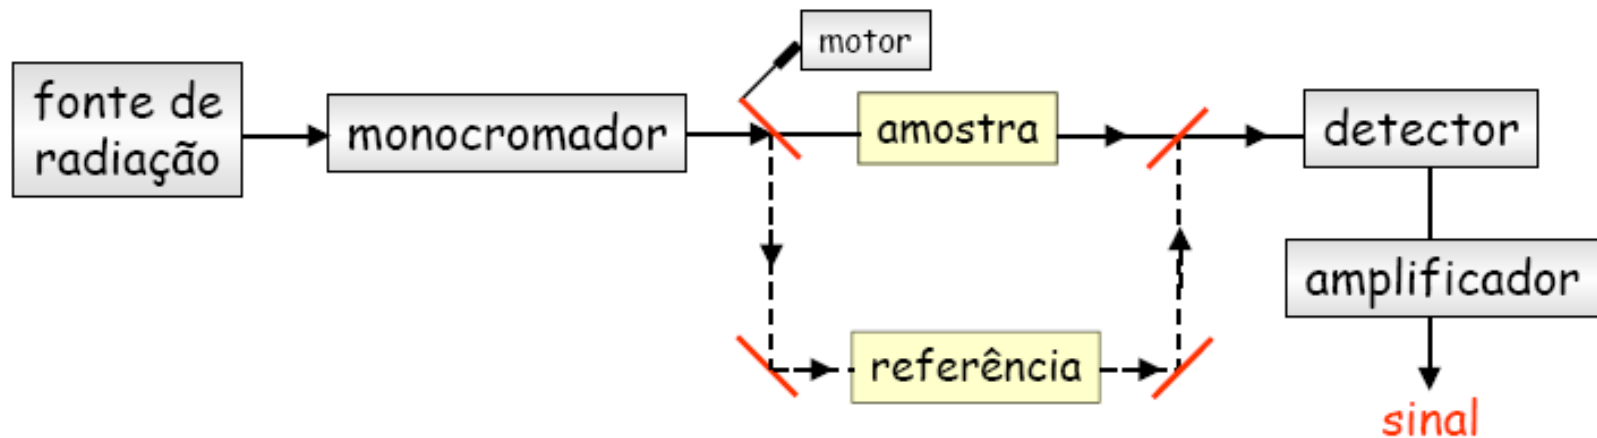 motor
fonte de
radiação
monocromador
amostra
detector
amplificador
referência
sinal